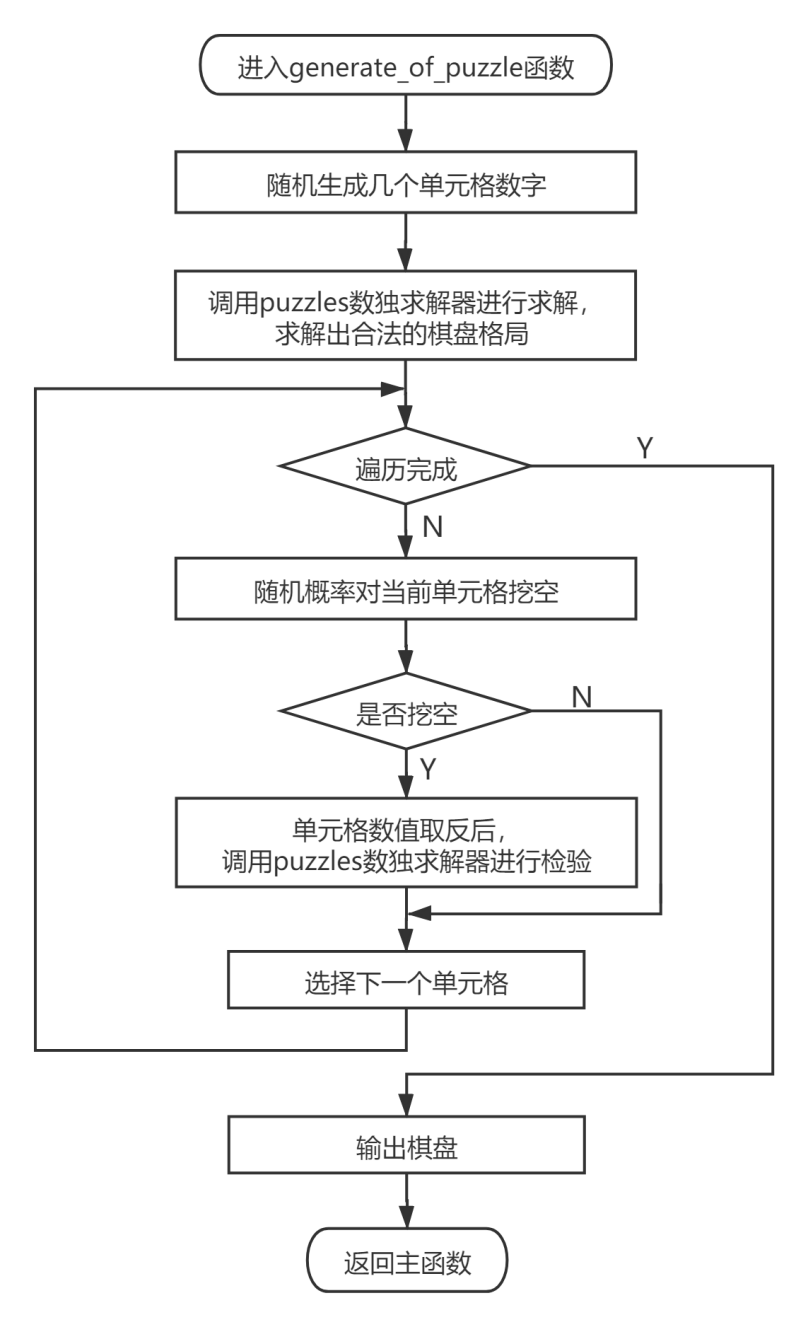 进入generate_of_puzzle函数
随机生成几个单元格数字
调用puzzles数独求解器进行求解，
求解出合法的棋盘格局
遍历完成
Y
N
随机概率对当前单元格挖空
是否挖空
N
Y
单元格数值取反后，
调用puzzles数独求解器进行检验
选择下一个单元格
输出棋盘
返回主函数